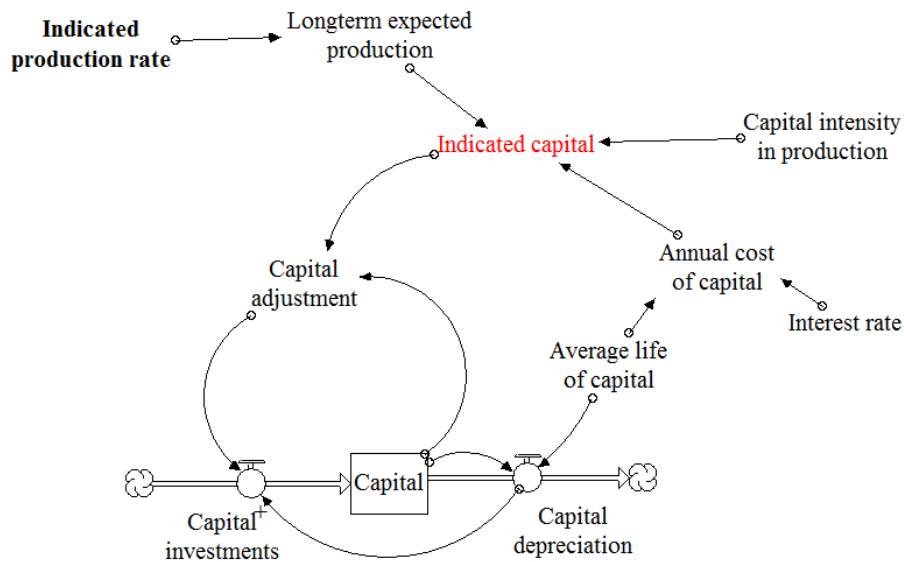 Indicated
production rate
Longterm expected
production
Indicated capital
Capital intensity
in production
Capital
adjustment
Annual cost
of capital
Interest rate
Average life
of capital
Capital
Capital
investments
Capital
depreciation